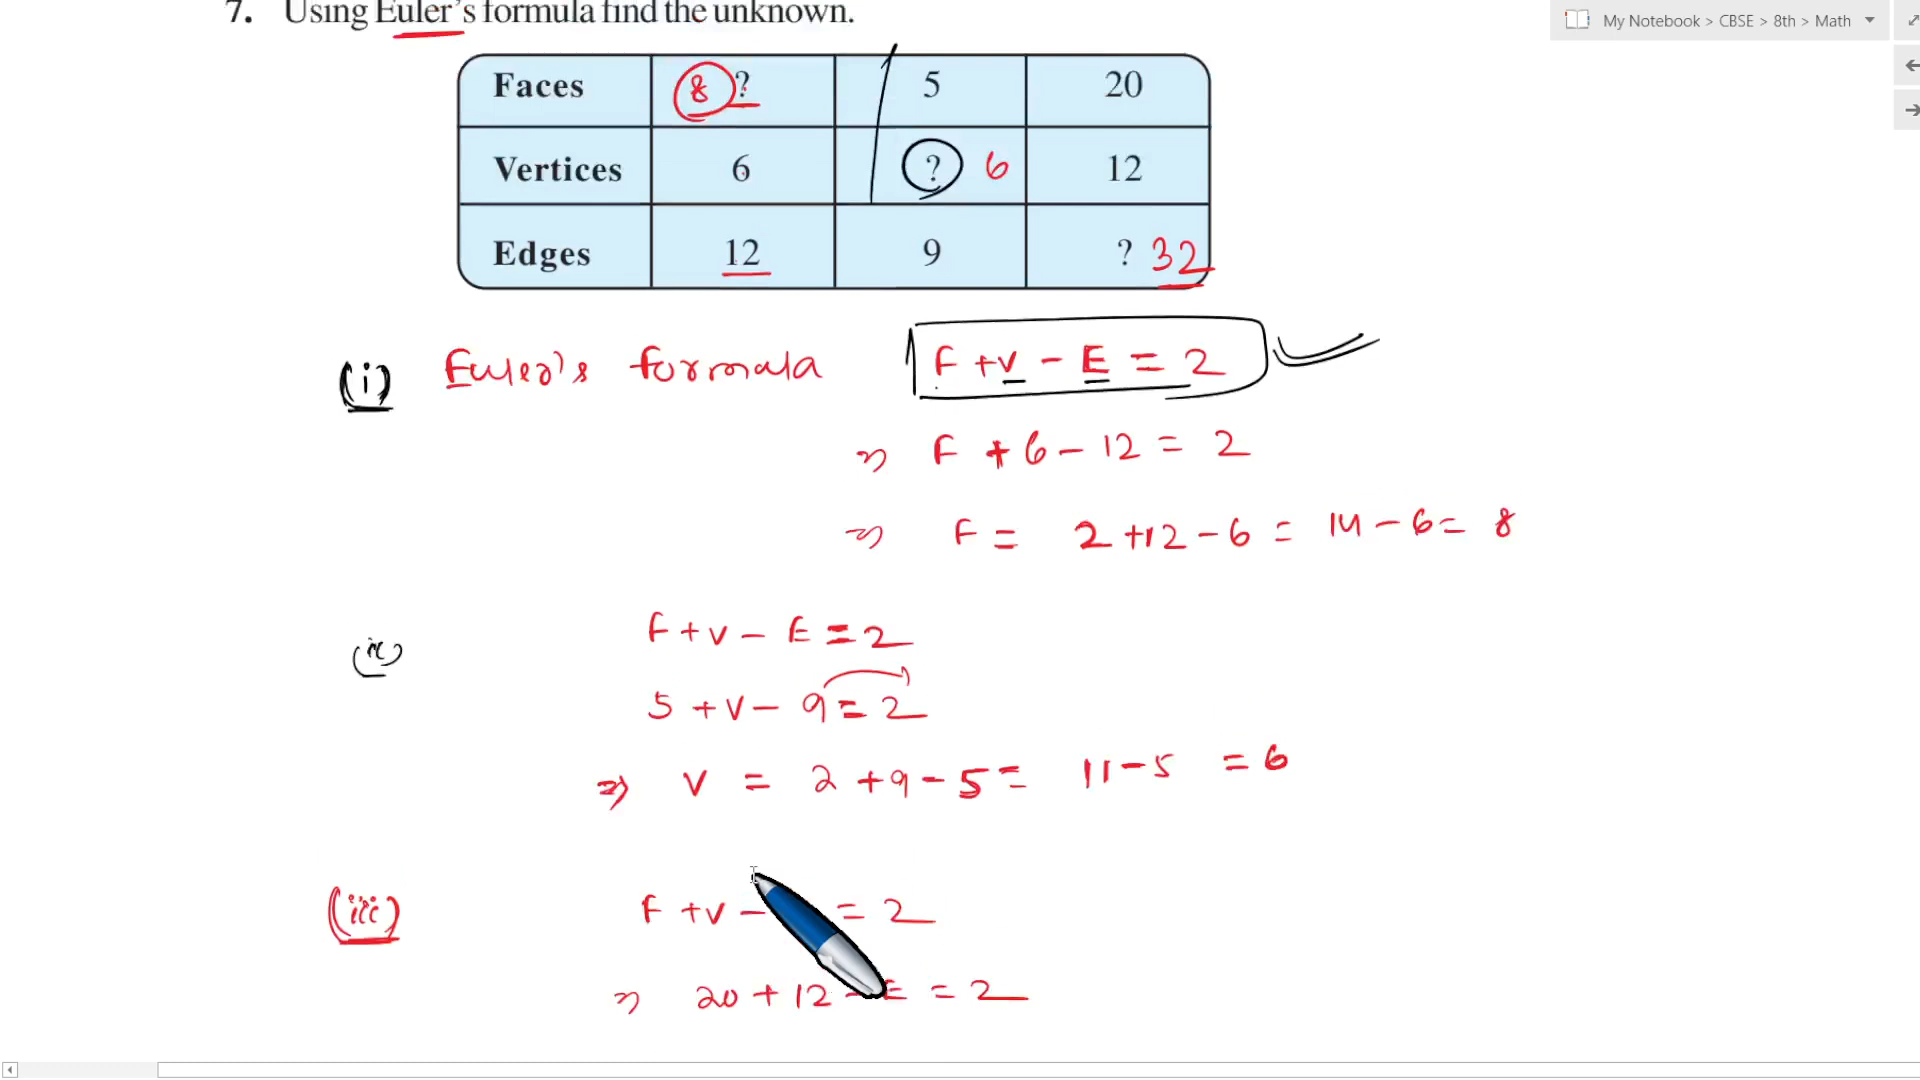 7. Using Euler's formula find the unknown.
My Notebook > CBSE > 8th > Math
Faces 8 ? 5 20
Vertices 6 ? 6 12
Edges 12 9 ? 32
(i) Euler's formula F + V - E = 2
⇒ F + 6 - 12 = 2
⇒ F = 2 + 12 - 6 = 14 - 6 = 8
(ii) F + V - E = 2
5 + V - 9 = 2
⇒ V = 2 + 9 - 5 = 11 - 5 = 6
(iii) F + V - = 2
⇒ 20 + 12 - E = 2